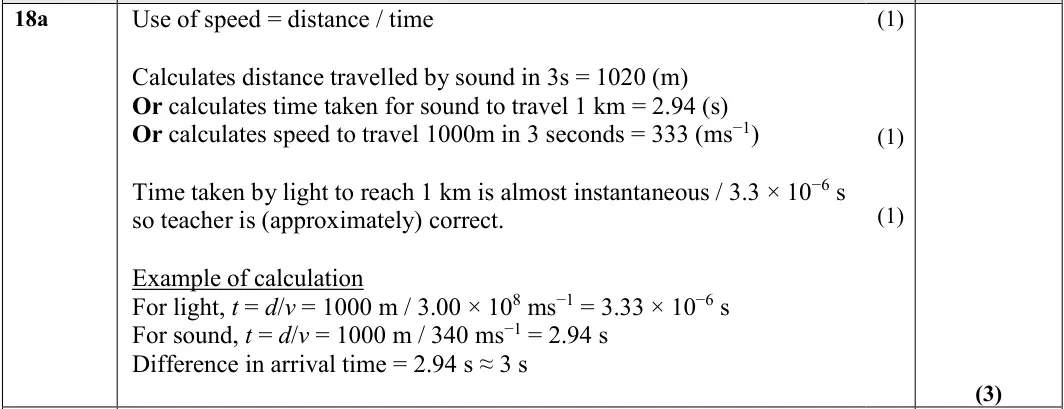 18a
Use of speed = distance / time (1)
Calculates distance travelled by sound in 3s = 1020 (m)
Or calculates time taken for sound to travel 1 km = 2.94 (s)
Or calculates speed to travel 1000m in 3 seconds = 333 (ms⁻¹) (1)
Time taken by light to reach 1 km is almost instantaneous / 3.3 × 10⁻⁶ s
so teacher is (approximately) correct. (1)
Example of calculation
For light, t = d/v = 1000 m / 3.00 × 10⁸ ms⁻¹ = 3.33 × 10⁻⁶ s
For sound, t = d/v = 1000 m / 340 ms⁻¹ = 2.94 s
Difference in arrival time = 2.94 s ≈ 3 s
(3)